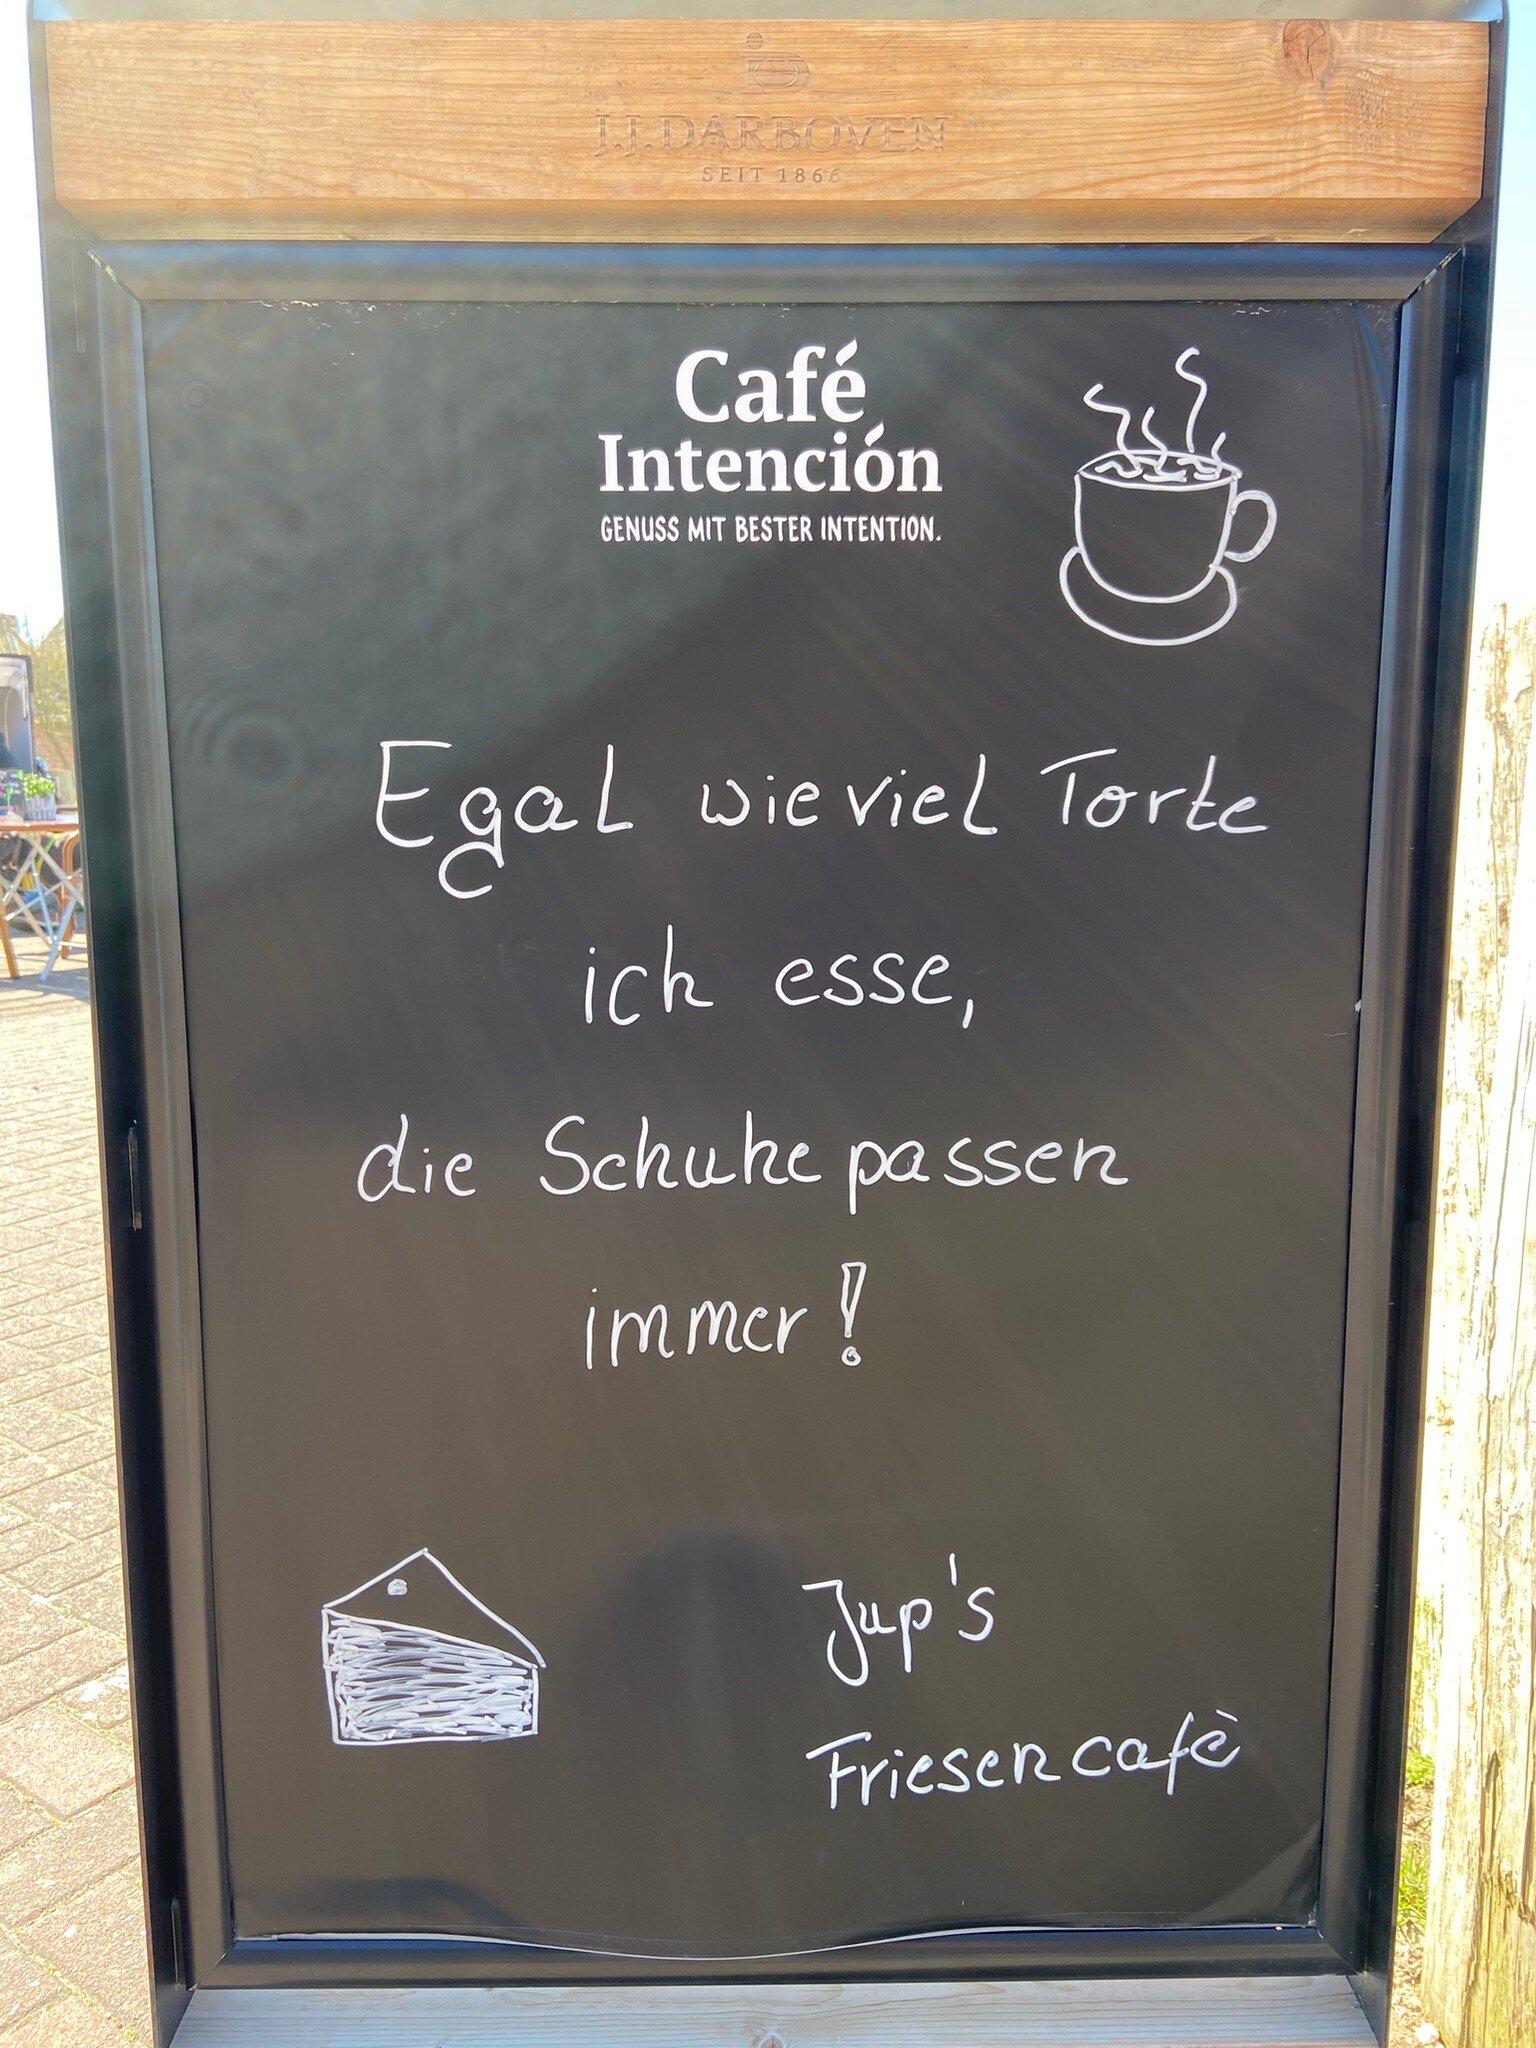 J.J.DARBOVEN
SEIT 1866
Café
Intención
GENUSS MIT BESTER INTENTION.
Egal wieviel Torte
ich esse,
die Schuhe passen
immer!
Jup's
Friesencafè